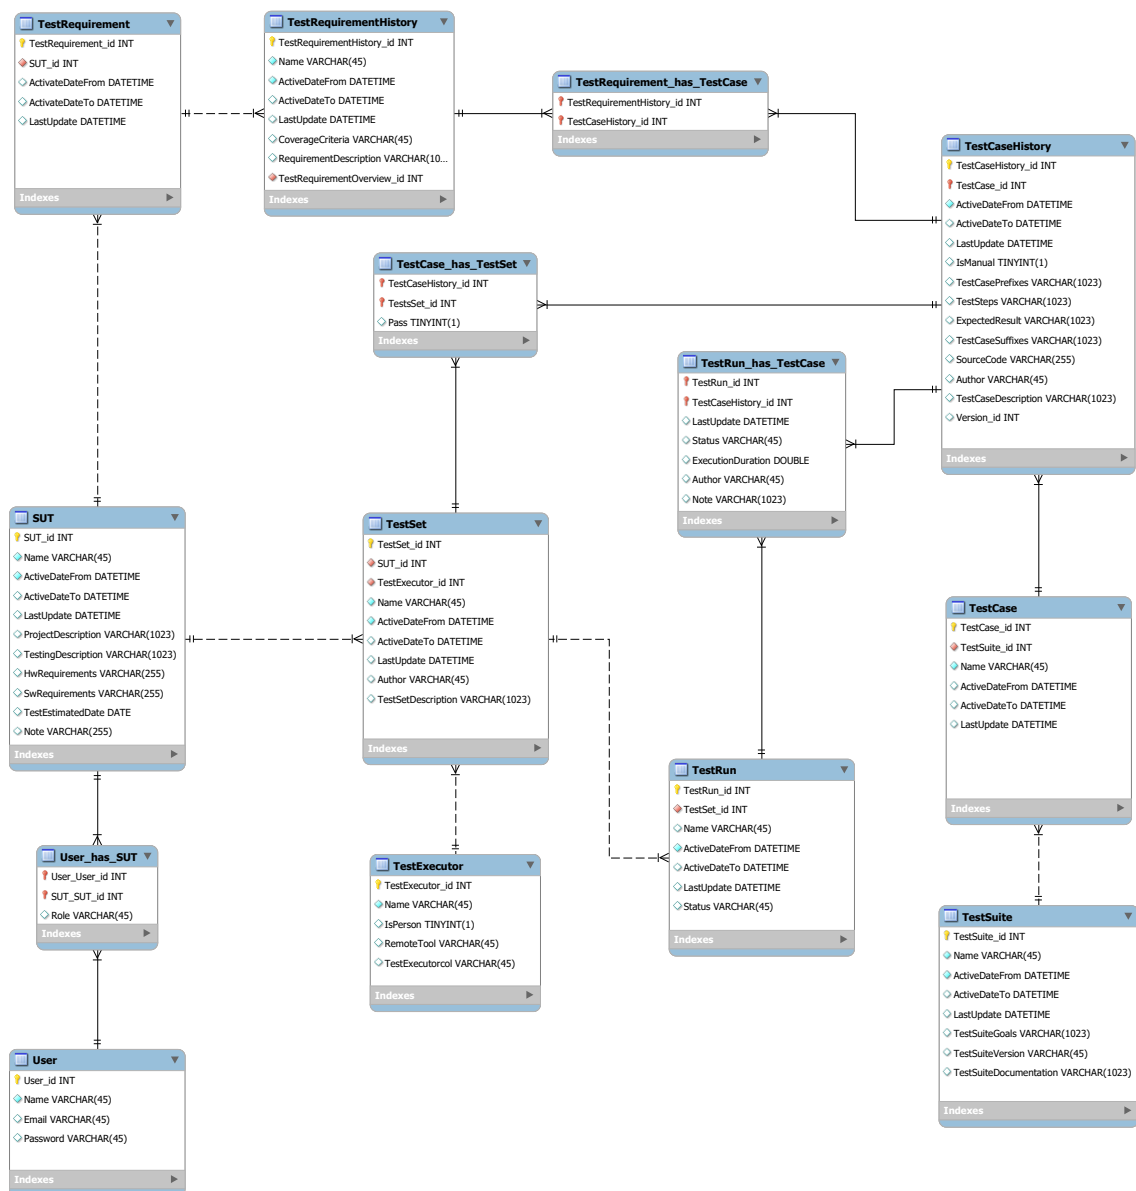 TestRequirement
TestRequirement_id INT
SUT_id INT
ActivateDateFrom DATETIME
ActivateDateTo DATETIME
LastUpdate DATETIME
Indexes
TestRequirementHistory
TestRequirementHistory_id INT
Name VARCHAR(45)
ActiveDateFrom DATETIME
ActiveDateTo DATETIME
LastUpdate DATETIME
CoverageCriteria VARCHAR(45)
RequirementDescription VARCHAR(10...
TestRequirementOverview_id INT
Indexes
TestRequirement_has_TestCase
TestRequirementHistory_id INT
TestCaseHistory_id INT
Indexes
TestCaseHistory
TestCaseHistory_id INT
TestCase_id INT
ActiveDateFrom DATETIME
ActiveDateTo DATETIME
LastUpdate DATETIME
IsManual TINYINT(1)
TestCasePrefixes VARCHAR(1023)
TestSteps VARCHAR(1023)
ExpectedResult VARCHAR(1023)
TestCaseSuffixes VARCHAR(1023)
SourceCode VARCHAR(255)
Author VARCHAR(45)
TestCaseDescription VARCHAR(1023)
Version_id INT
Indexes
TestCase_has_TestSet
TestCaseHistory_id INT
TestsSet_id INT
Pass TINYINT(1)
Indexes
TestRun_has_TestCase
TestRun_id INT
TestCaseHistory_id INT
LastUpdate DATETIME
Status VARCHAR(45)
ExecutionDuration DOUBLE
Author VARCHAR(45)
Note VARCHAR(1023)
Indexes
SUT
SUT_id INT
Name VARCHAR(45)
ActiveDateFrom DATETIME
ActiveDateTo DATETIME
LastUpdate DATETIME
ProjectDescription VARCHAR(1023)
TestingDescription VARCHAR(1023)
HwRequirements VARCHAR(255)
SwRequirements VARCHAR(255)
TestEstimatedDate DATE
Note VARCHAR(255)
Indexes
TestSet
TestSet_id INT
SUT_id INT
TestExecutor_id INT
Name VARCHAR(45)
ActiveDateFrom DATETIME
ActiveDateTo DATETIME
LastUpdate DATETIME
Author VARCHAR(45)
TestSetDescription VARCHAR(1023)
Indexes
TestCase
TestCase_id INT
TestSuite_id INT
Name VARCHAR(45)
ActiveDateFrom DATETIME
ActiveDateTo DATETIME
LastUpdate DATETIME
Indexes
TestRun
TestRun_id INT
TestSet_id INT
Name VARCHAR(45)
ActiveDateFrom DATETIME
ActiveDateTo DATETIME
LastUpdate DATETIME
Status VARCHAR(45)
Indexes
User_has_SUT
User_User_id INT
SUT_SUT_id INT
Role VARCHAR(45)
Indexes
TestExecutor
TestExecutor_id INT
Name VARCHAR(45)
IsPerson TINYINT(1)
RemoteTool VARCHAR(45)
TestExecutorcol VARCHAR(45)
Indexes
TestSuite
TestSuite_id INT
Name VARCHAR(45)
ActiveDateFrom DATETIME
ActiveDateTo DATETIME
LastUpdate DATETIME
TestSuiteGoals VARCHAR(1023)
TestSuiteVersion VARCHAR(45)
TestSuiteDocumentation VARCHAR(1023)
Indexes
User
User_id INT
Name VARCHAR(45)
Email VARCHAR(45)
Password VARCHAR(45)
Indexes